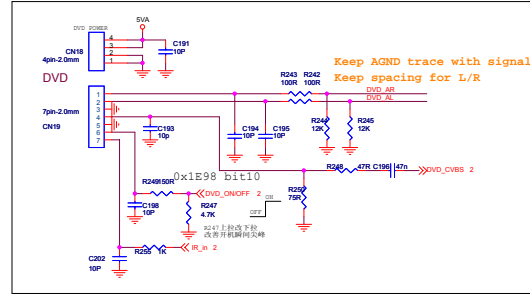 DVD POWER
5VA
CN18
4pin-2.0mm
4
3
2
1
C191
10P
DVD
Keep AGND trace with signal
Keep spacing for L/R
7pin-2.0mm
CN19
1
2
3
4
5
6
7
R243 R242
100R 100R
DVD_AR
DVD_AL
R244
12K
R245
12K
C193
10p
C194
10P
C195
10P
R248 47R C196 47n
DVD_CVBS 2
0x1E98 bit10
R249 150R
DVD_ON/OFF 2
ON
OFF
75R
C198
10P
R247
4.7K
R247上拉改下拉
改善开机瞬间尖峰
R255 1K
IR_in 2
C202
10P